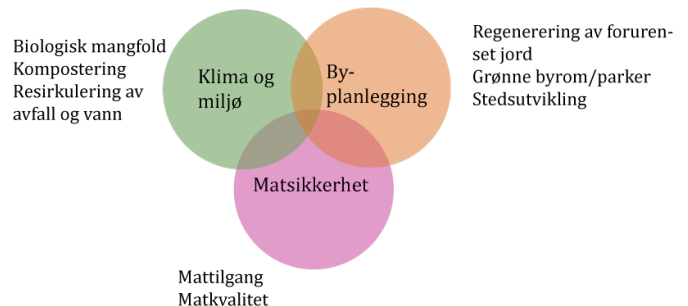 Biologisk mangfold
Kompostering
Resirkulering av
avfall og vann
Klima og
miljø
By-
planlegging
Regenerering av foruren-
set jord
Grønne byrom/parker
Stedsutvikling
Matsikkerhet
Mattilgang
Matkvalitet